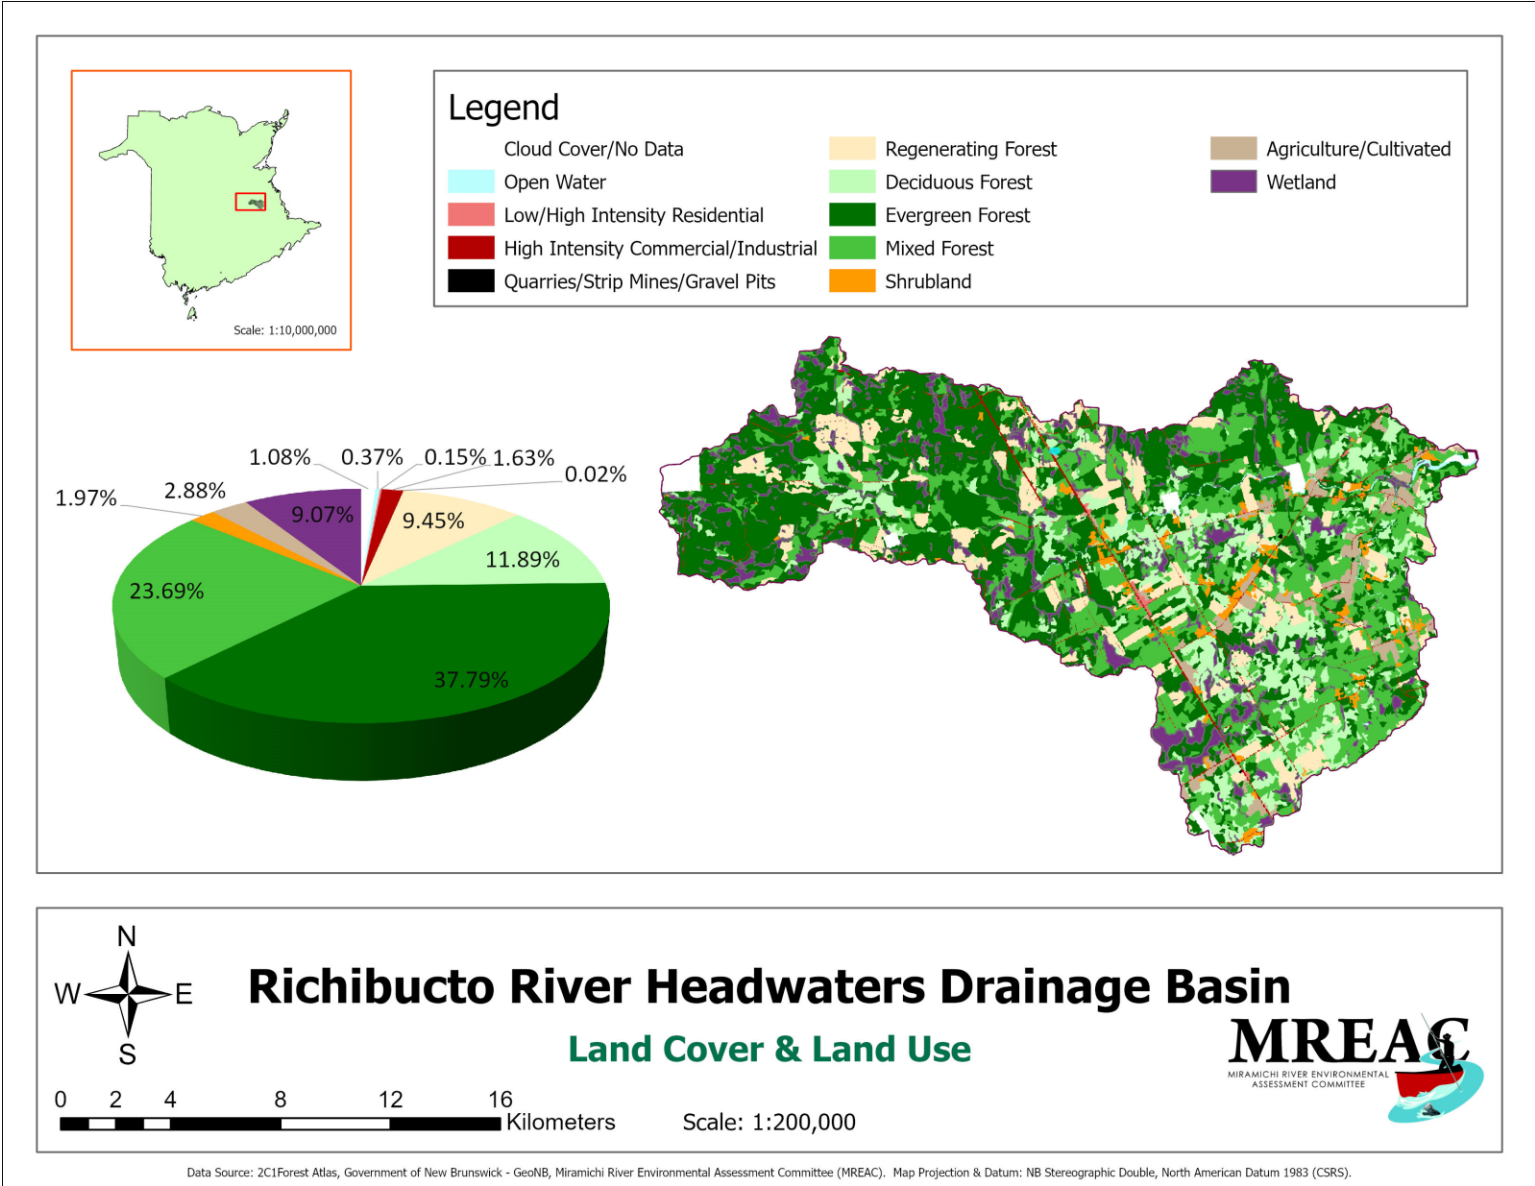 Scale: 1:10,000,000
Legend
Cloud Cover/No Data
Open Water
Low/High Intensity Residential
High Intensity Commercial/Industrial
Quarries/Strip Mines/Gravel Pits
Regenerating Forest
Deciduous Forest
Evergreen Forest
Mixed Forest
Shrubland
Agriculture/Cultivated
Wetland
1.08%
0.37%
0.15%
1.63%
0.02%
1.97%
2.88%
9.07%
9.45%
11.89%
23.69%
37.79%
N
W
E
S
Richibucto River Headwaters Drainage Basin
Land Cover & Land Use
MREAC
MIRAMICHI RIVER ENVIRONMENTAL
ASSESSMENT COMMITTEE
0 2 4 8 12 16
Kilometers
Scale: 1:200,000
Data Source: 2C1Forest Atlas, Government of New Brunswick - GeoNB, Miramichi River Environmental Assessment Committee (MREAC). Map Projection & Datum: NB Stereographic Double, North American Datum 1983 (CSRS).